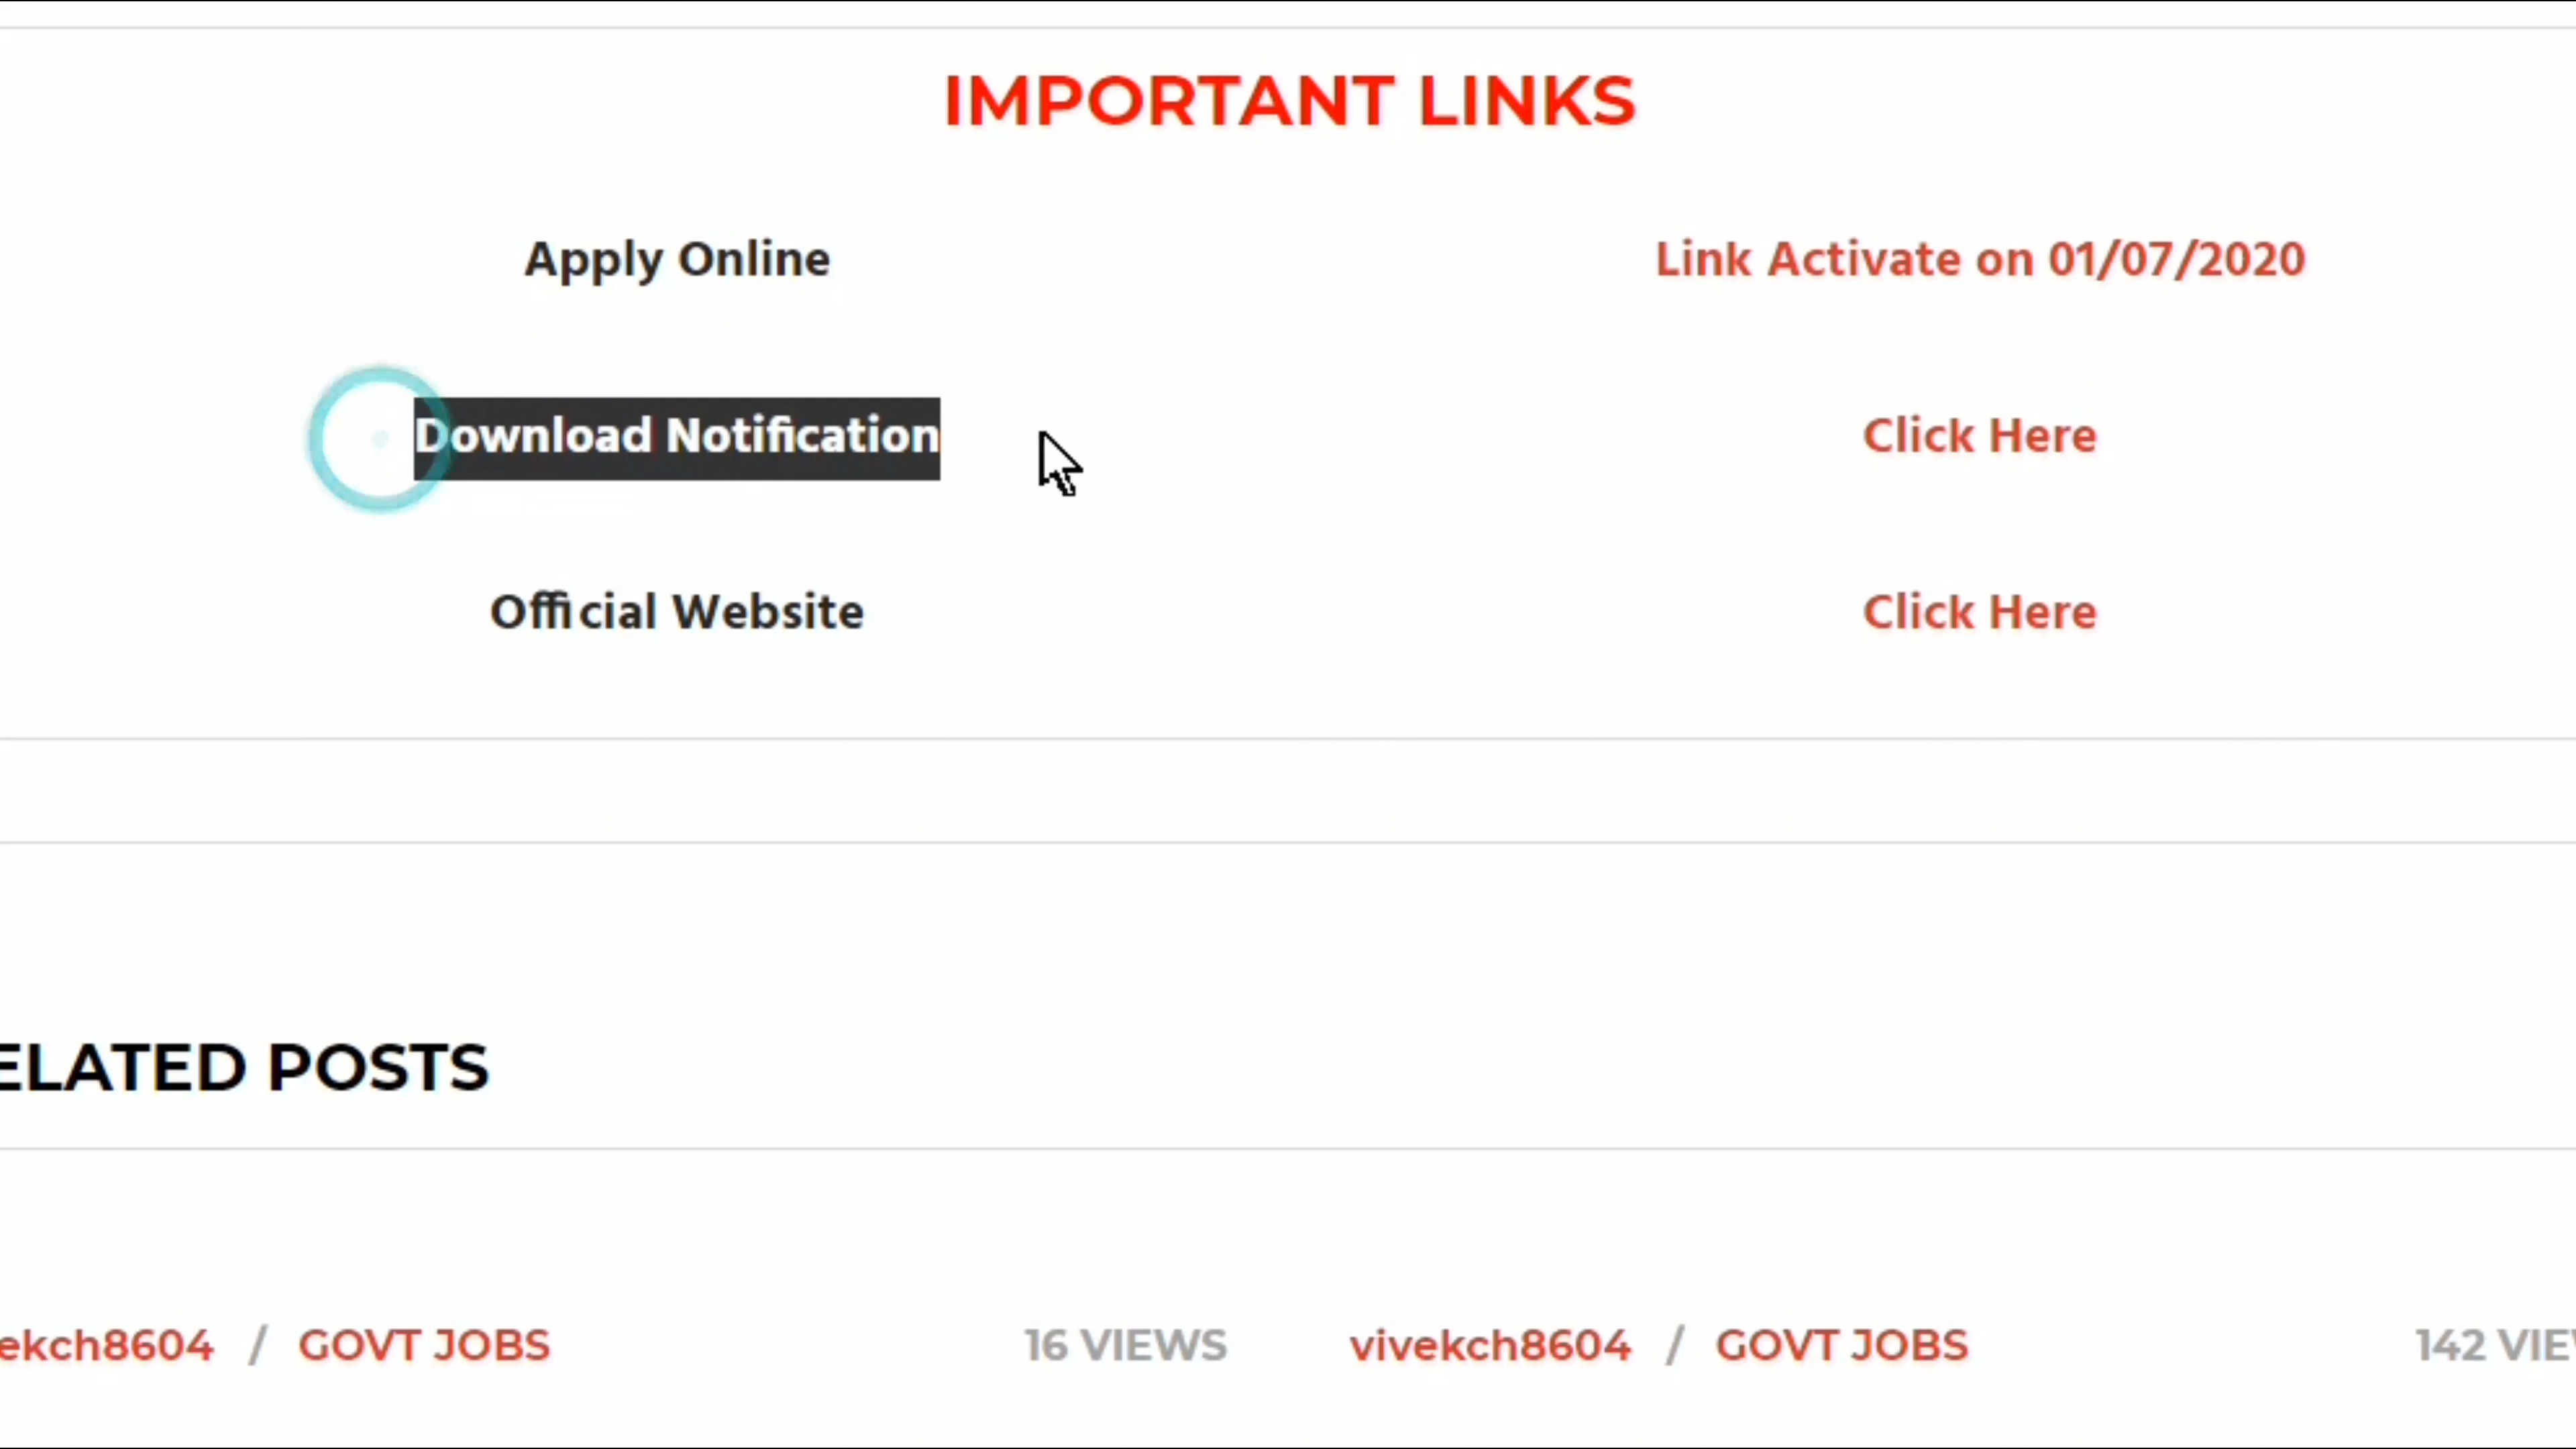 IMPORTANT LINKS
Apply Online Link Activate on 01/07/2020
Download Notification Click Here
Official Website Click Here
ELATED POSTS
ekch8604 / GOVT JOBS 16 VIEWS vivekch8604 / GOVT JOBS 142 VIE